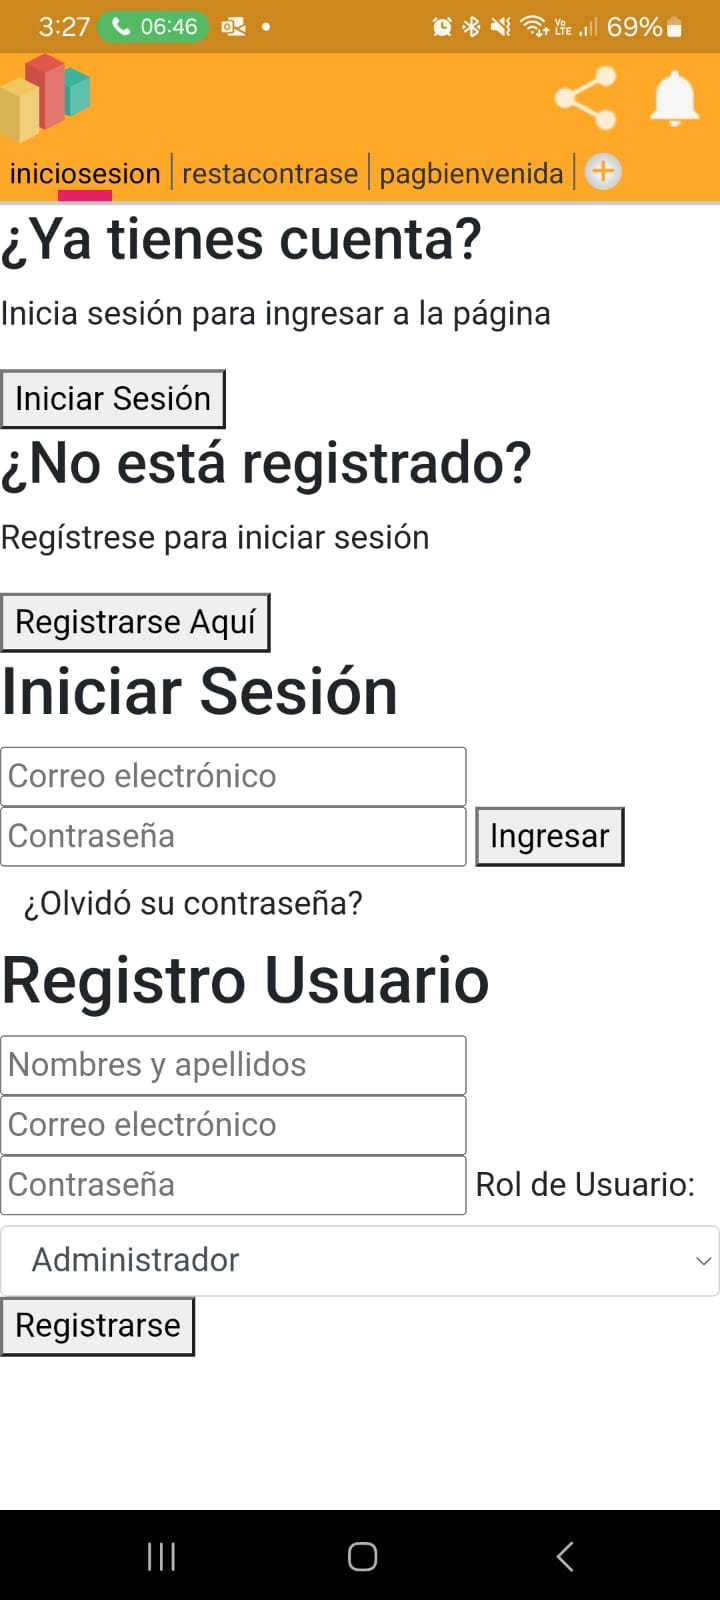 3:27 06:46 Vo LTE 69%
iniciosesion restacontrase pagbienvenida
¿Ya tienes cuenta?
Inicia sesión para ingresar a la página
Iniciar Sesión
¿No está registrado?
Regístrese para iniciar sesión
Registrarse Aquí
Iniciar Sesión
Correo electrónico
Contraseña Ingresar
¿Olvidó su contraseña?
Registro Usuario
Nombres y apellidos
Correo electrónico
Contraseña Rol de Usuario:
Administrador
Registrarse